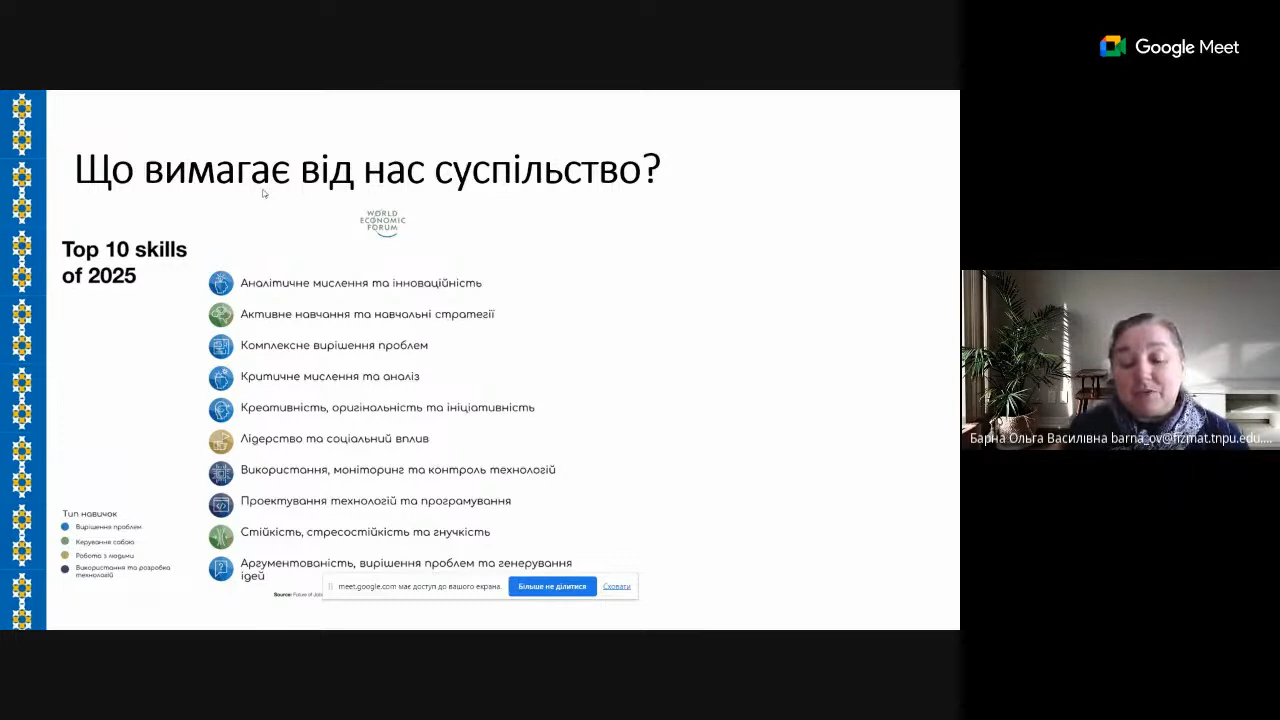 Google Meet
Що вимагає від нас суспільство?
WORLD
ECONOMIC
FORUM
Top 10 skills
of 2025
Аналітичне мислення та інноваційність
Активне навчання та навчальні стратегії
Комплексне вирішення проблем
Критичне мислення та аналіз
Креативність, оригінальність та ініціативність
Лідерство та соціальний вплив
Використання, моніторинг та контроль технологій
Проектування технологій та програмування
Стійкість, стресостійкість та гнучкість
Аргументованість, вирішення проблем та генерування
ідей
Тип навичок
Вирішення проблем
Керування собою
Робота з людьми
Використання та розробка
технологій
Source: Future of Jobs
meet.google.com має доступ до вашого екрана.
Більше не ділитися
Сховати
Барна Ольга Василівна barna_ov@fizmat.tnpu.edu....